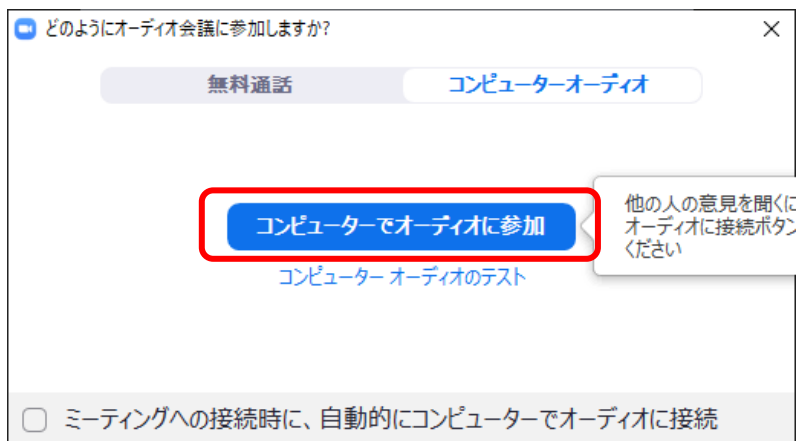 どのようにオーディオ会議に参加しますか?
無料通話 コンピューターオーディオ
コンピューターでオーディオに参加
他の人の意見を聞くに
オーディオに接続ボタン
ください
コンピューター オーディオのテスト
ミーティングへの接続時に、自動的にコンピューターでオーディオに接続